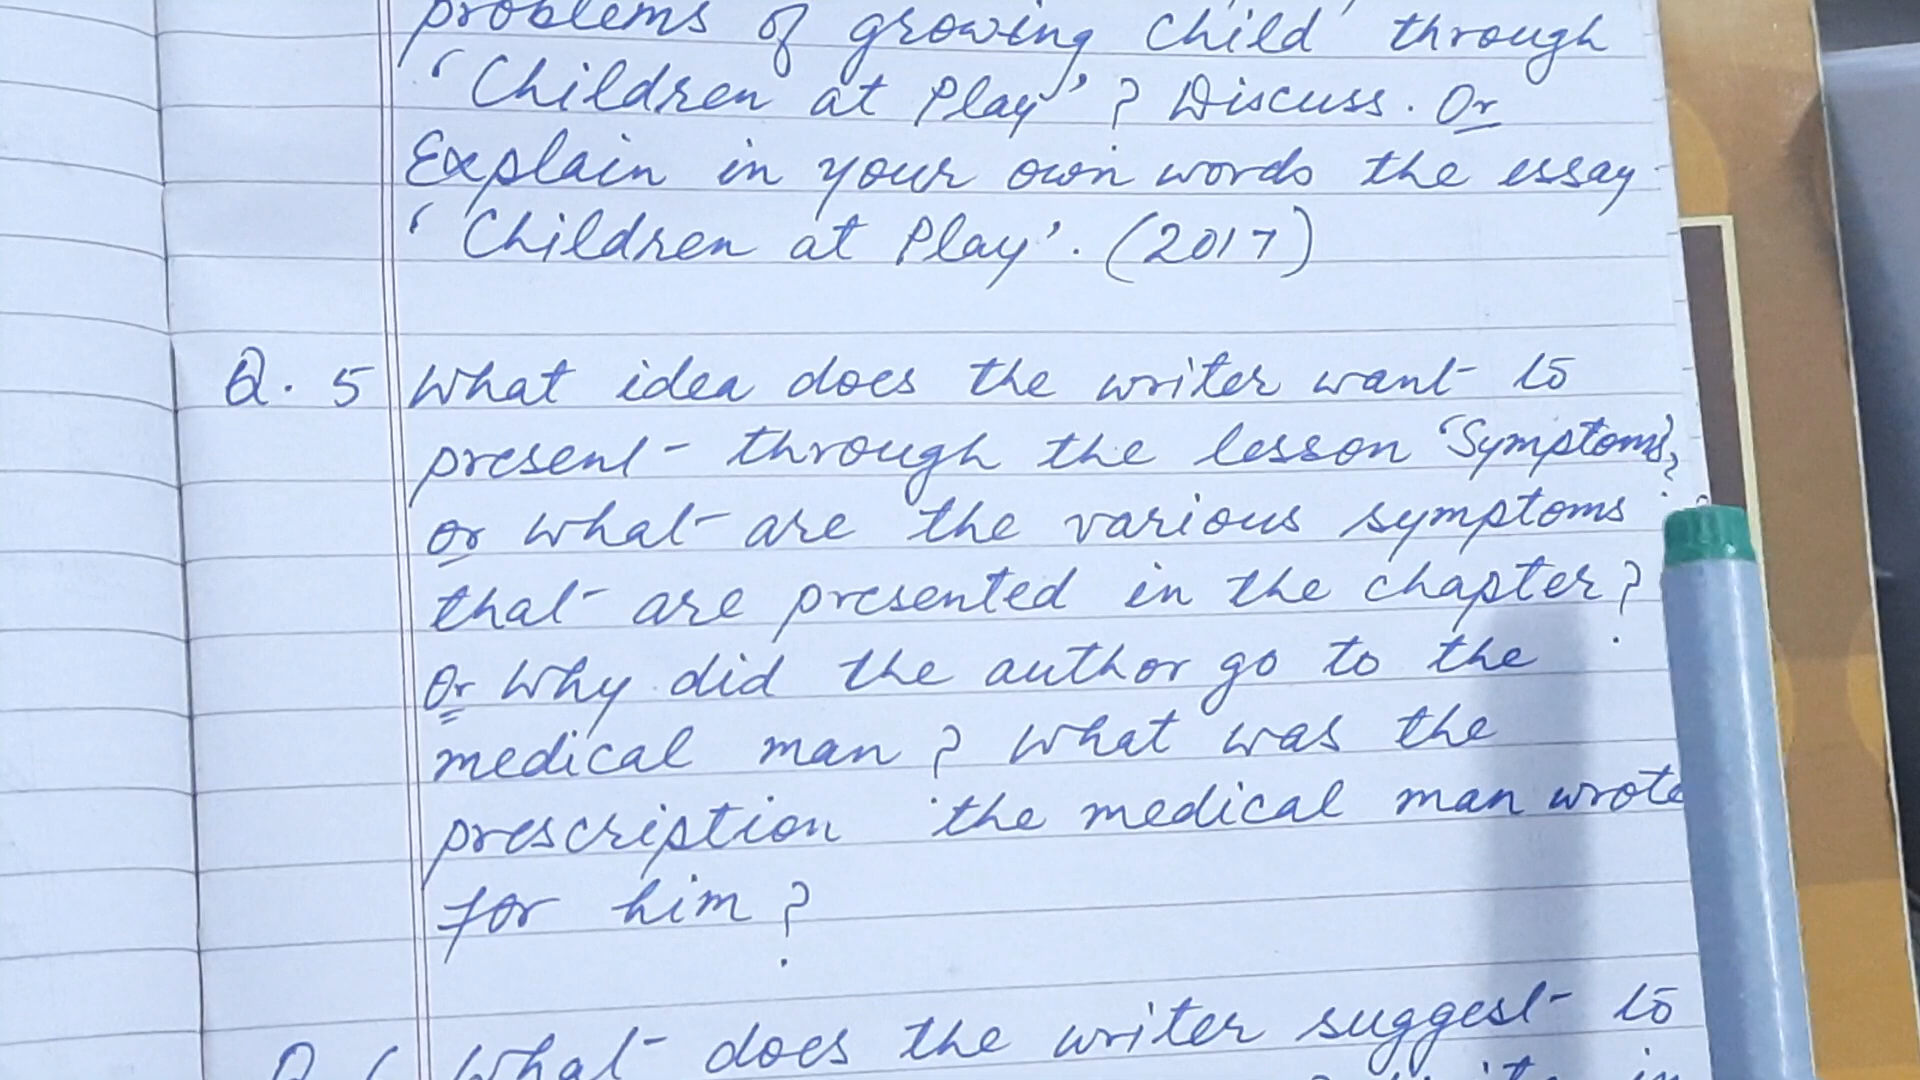 problems of growing child through
'Children at Play' ? Discuss. Or
Explain in your own words the essay
'Children at Play'. (2017)
Q. 5 What idea does the writer want to
present through the lesson 'Symptoms'?
or what are the various symptoms
that are presented in the chapter?
Or Why did the author go to the
medical man? What was the
prescription the medical man wrote
for him?
What does the writer suggest to
in